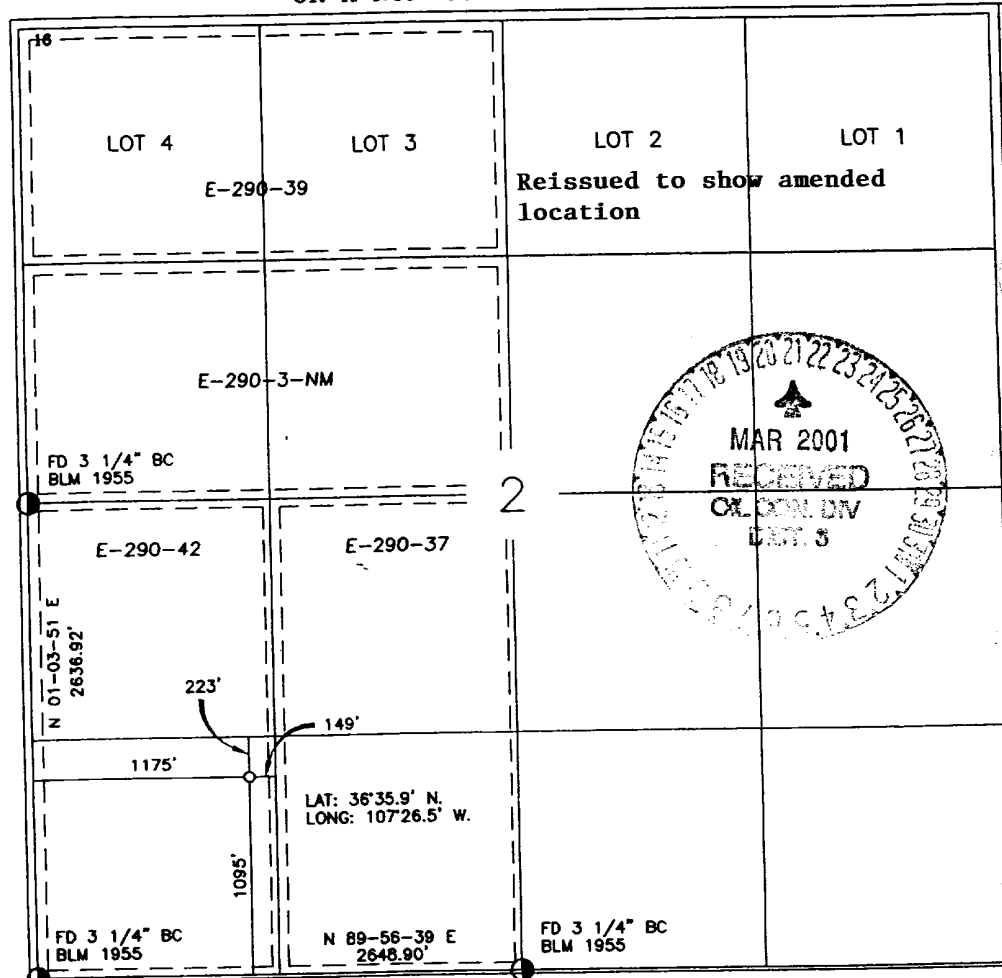 16
LOT 4
LOT 3
LOT 2
LOT 1
E-290-39
Reissued to show amended
location
E-290-3-NM
FD 3 1/4" BC
BLM 1955
2
MAR 2001
RECEIVED
OIL CON. DIV
DIST. 3
E-290-42
E-290-37
N 01-03-51 E
2636.92'
223'
149'
1175'
LAT: 36°35.9' N.
LONG: 107°26.5' W.
1095'
FD 3 1/4" BC
BLM 1955
N 89-56-39 E
2648.90'
FD 3 1/4" BC
BLM 1955